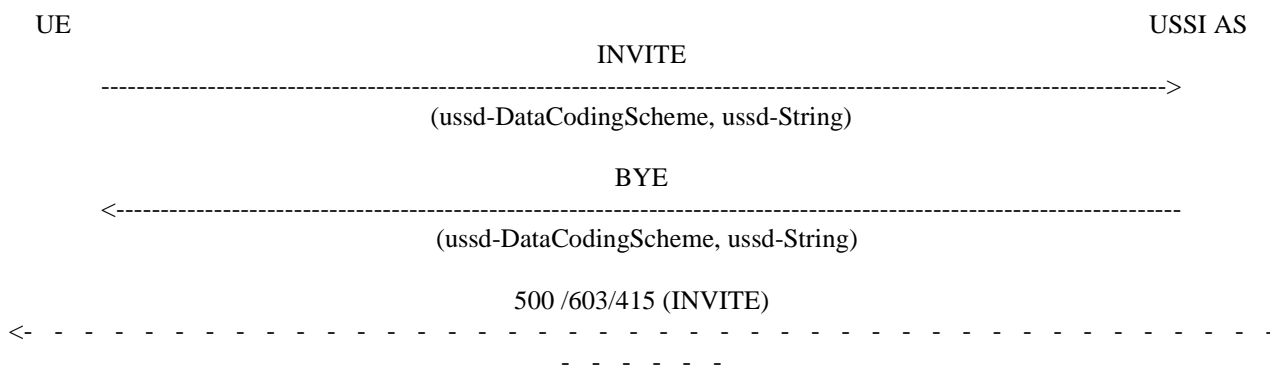 UE USSI AS
INVITE
----------------------------------------------------------------------------------------------------------------------->
(ussd-DataCodingScheme, ussd-String)
BYE
<-----------------------------------------------------------------------------------------------------------------------
(ussd-DataCodingScheme, ussd-String)
500 /603/415 (INVITE)
<- - - - - - - - - - - - - - - - - - - - - - - - - - - - - - - - - - - - - - - - - -
- - - - - -